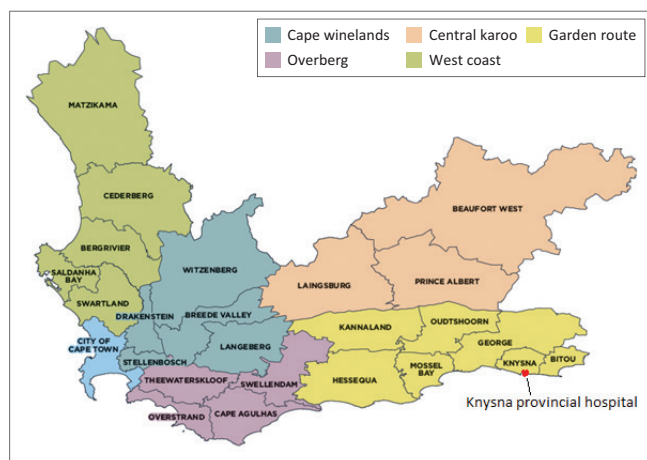 Cape winelands
Central karoo
Garden route
Overberg
West coast
MATZIKAMA
CEDERBERG
BERGRIVIER
SALDANHA
BAY
SWARTLAND
WITZENBERG
DRAKENSTEIN
BREEDE VALLEY
CITY OF
CAPE TOWN
STELLENBOSCH
LANGEBERG
THEEWATERSKLOOF
SWELLENDAM
OVERSTRAND
CAPE AGULHAS
BEAUFORT WEST
LAINGSBURG
PRINCE ALBERT
KANNALAND
OUDTSHOORN
GEORGE
HESSEQUA
MOSSEL
BAY
KNYSNA
BITOU
Knysna provincial hospital